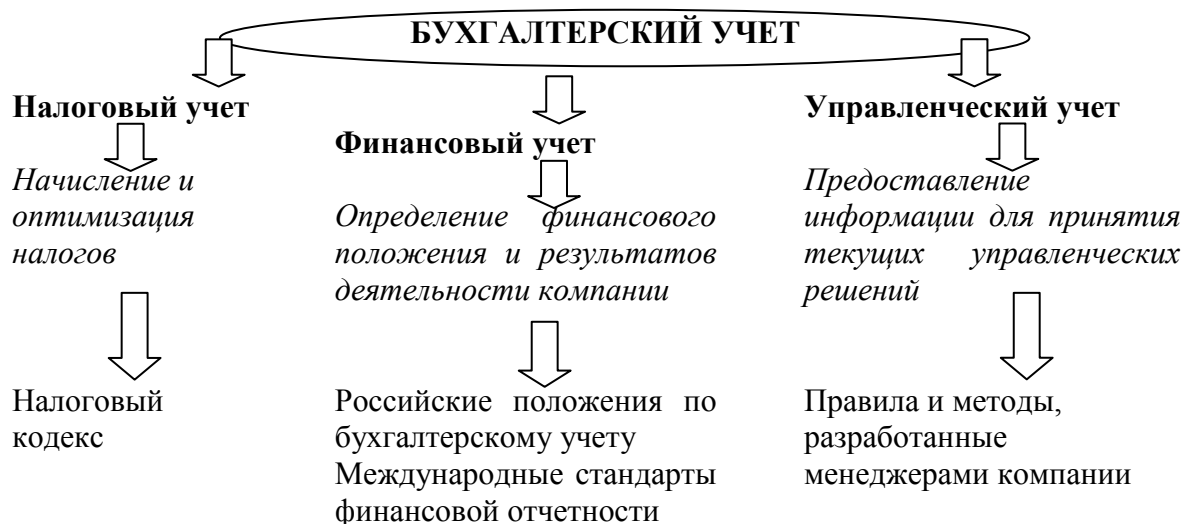 БУХГАЛТЕРСКИЙ УЧЕТ
Налоговый учет
Начисление и
оптимизация
налогов
Налоговый
кодекс
Финансовый учет
Определение финансового
положения и результатов
деятельности компании
Российские положения по
бухгалтерскому учету
Международные стандарты
финансовой отчетности
Управленческий учет
Предоставление
информации для принятия
текущих управленческих
решений
Правила и методы,
разработанные
менеджерами компании